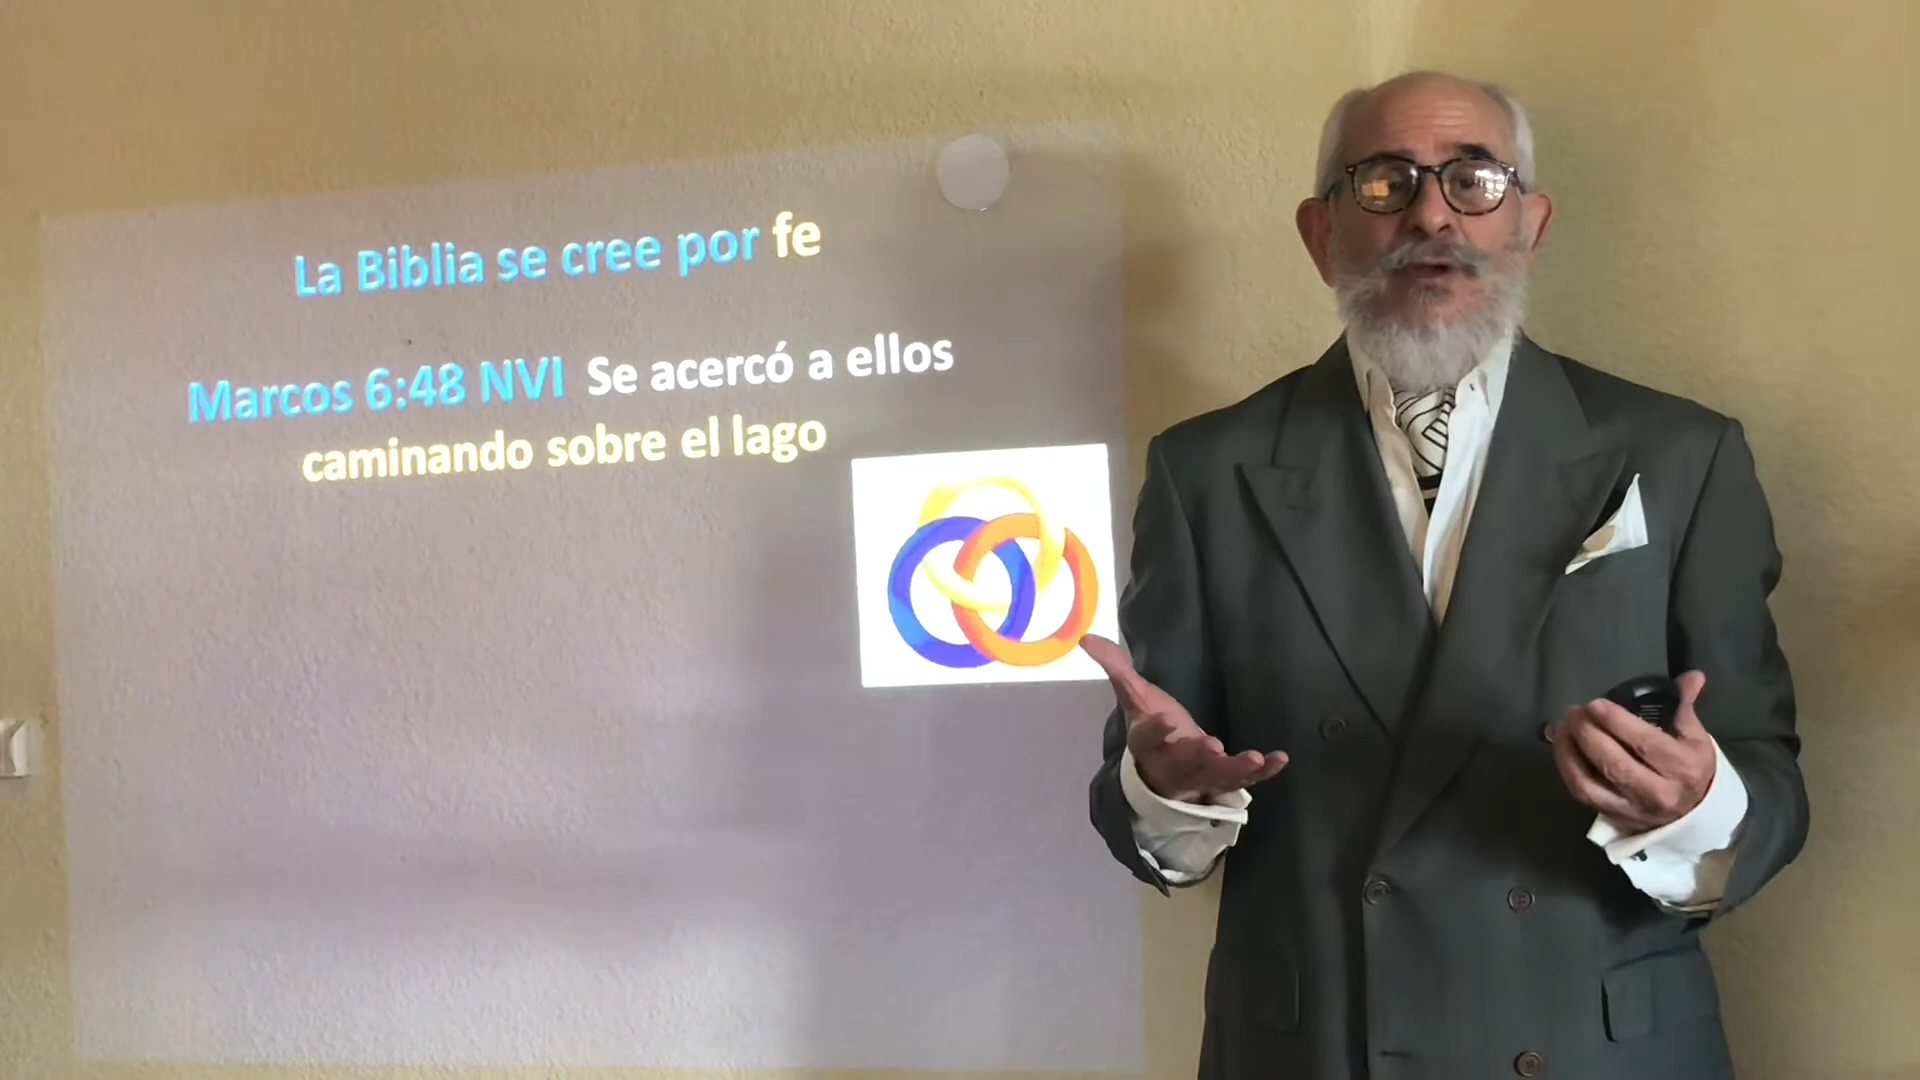 La Biblia se cree por fe
Marcos 6:48 NVI Se acercó a ellos
caminando sobre el lago